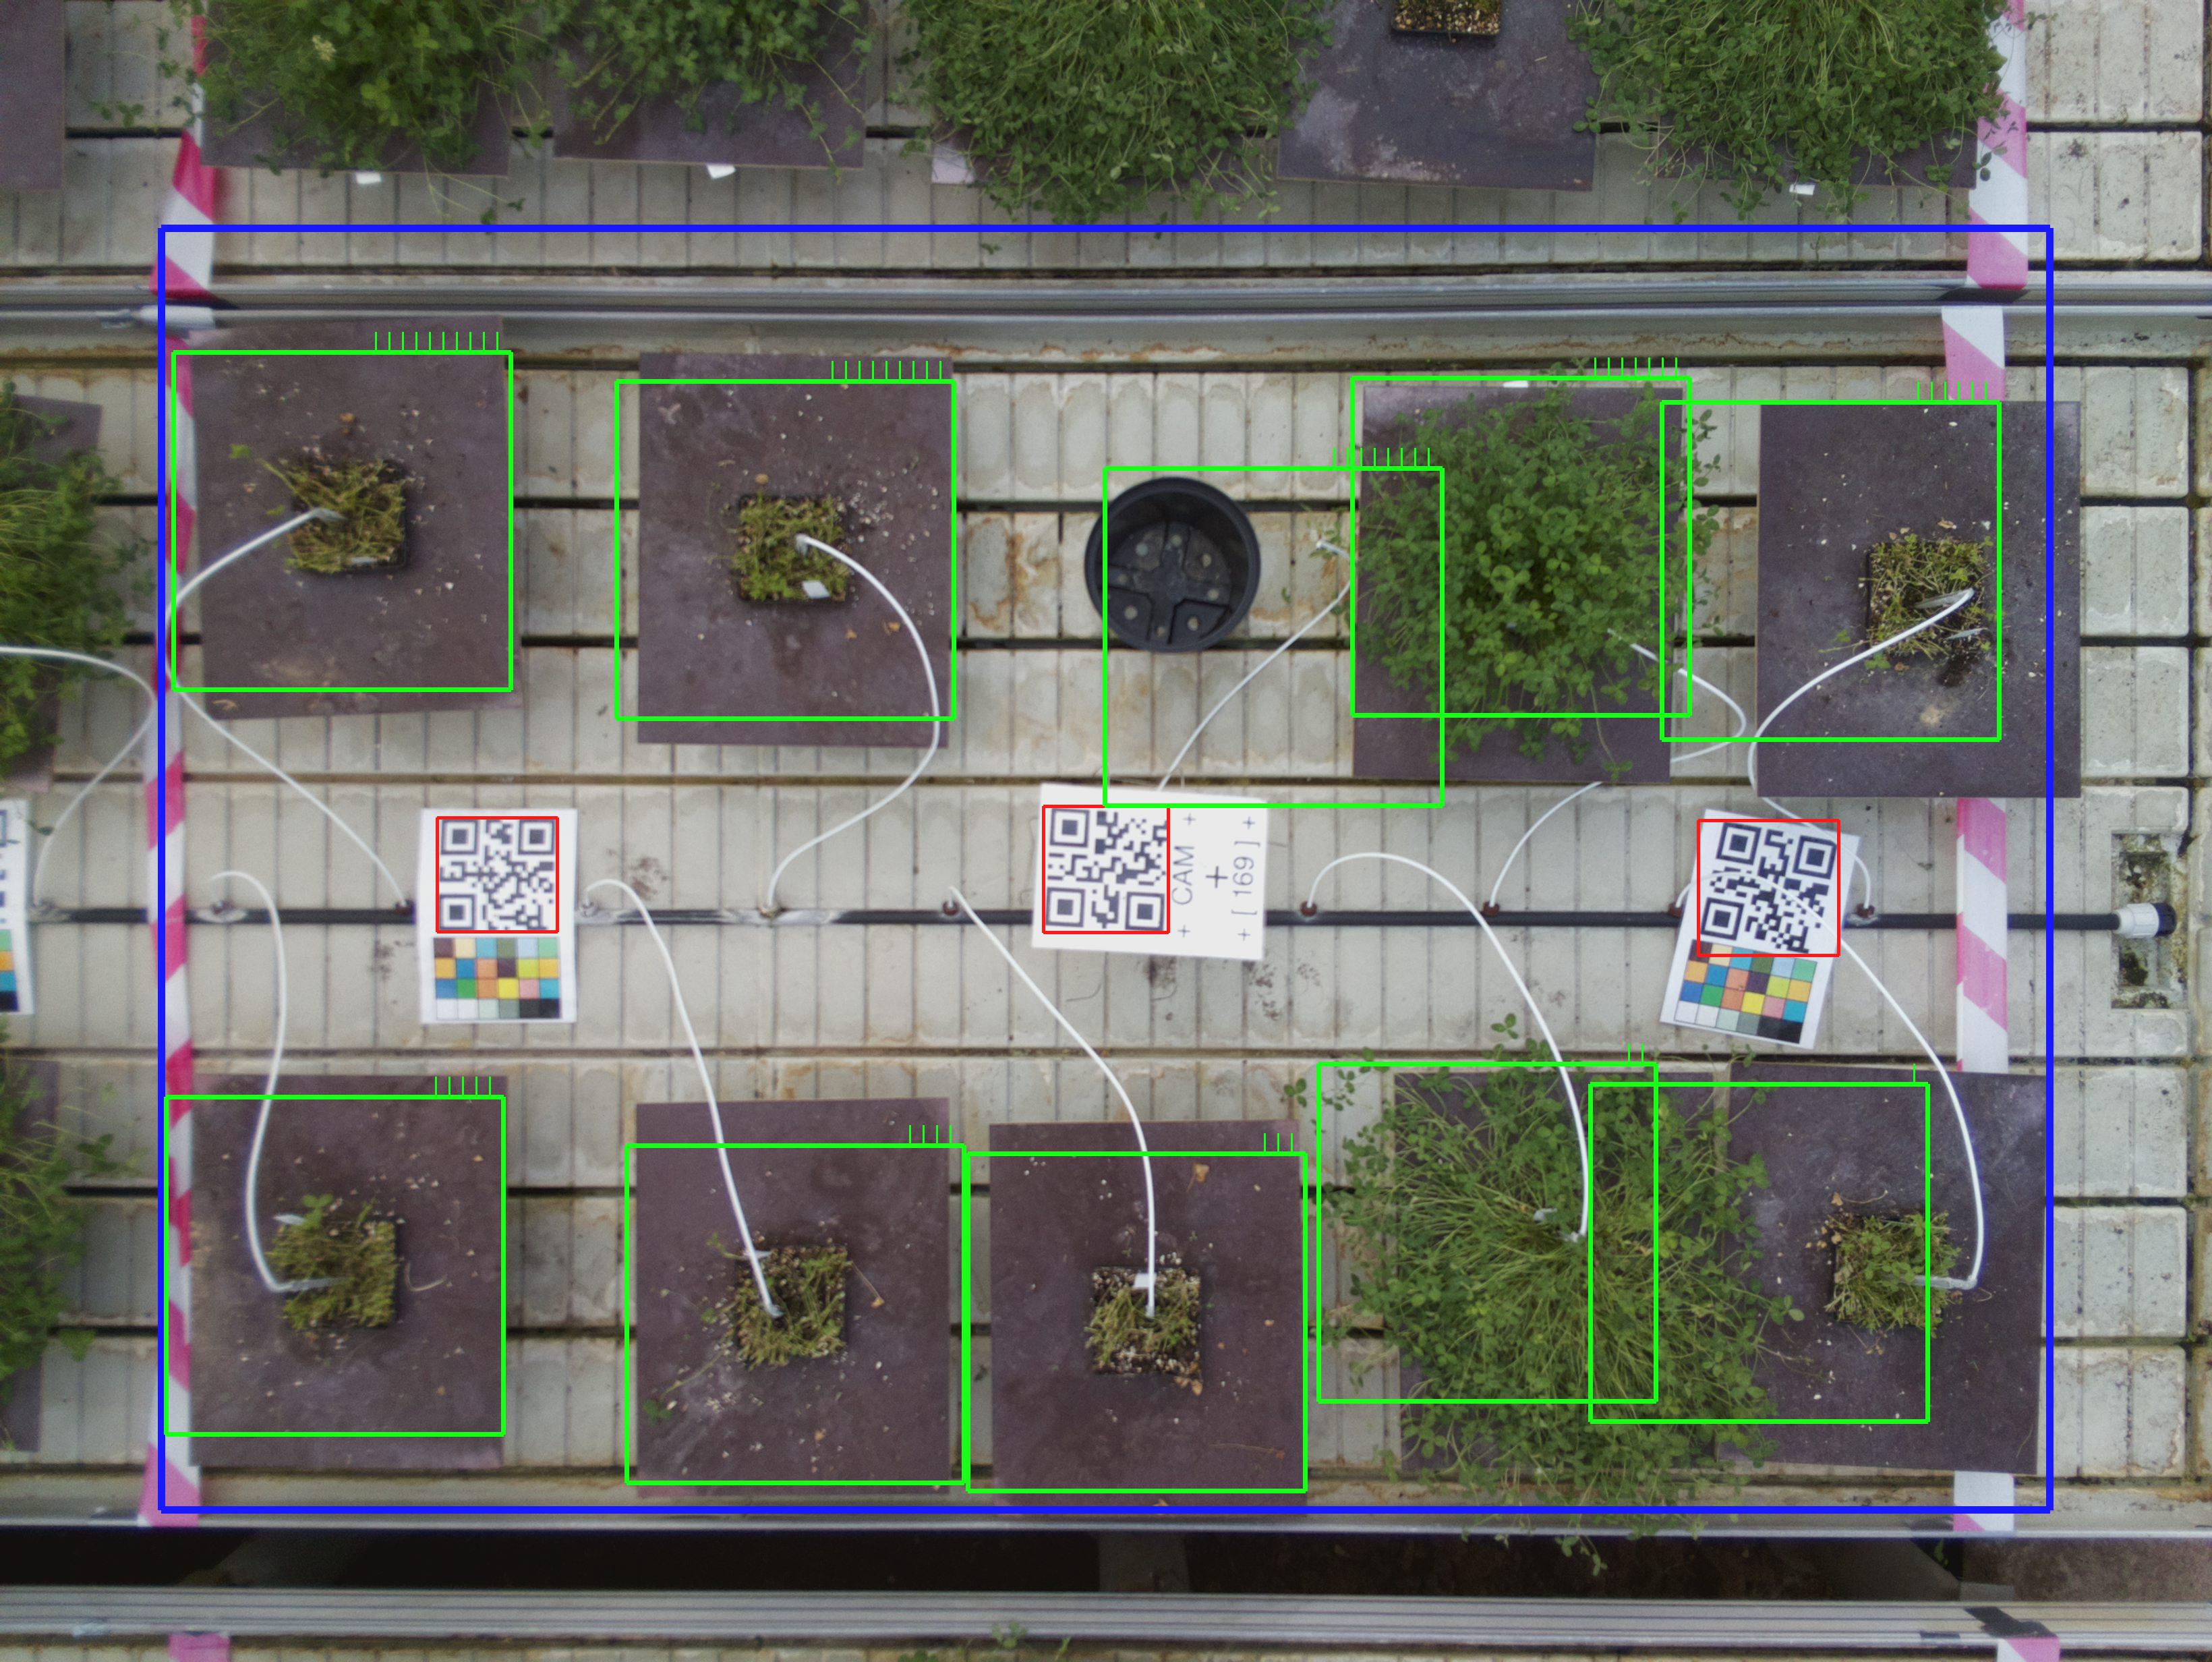 + CAM +
+
+ [ 169 ] +